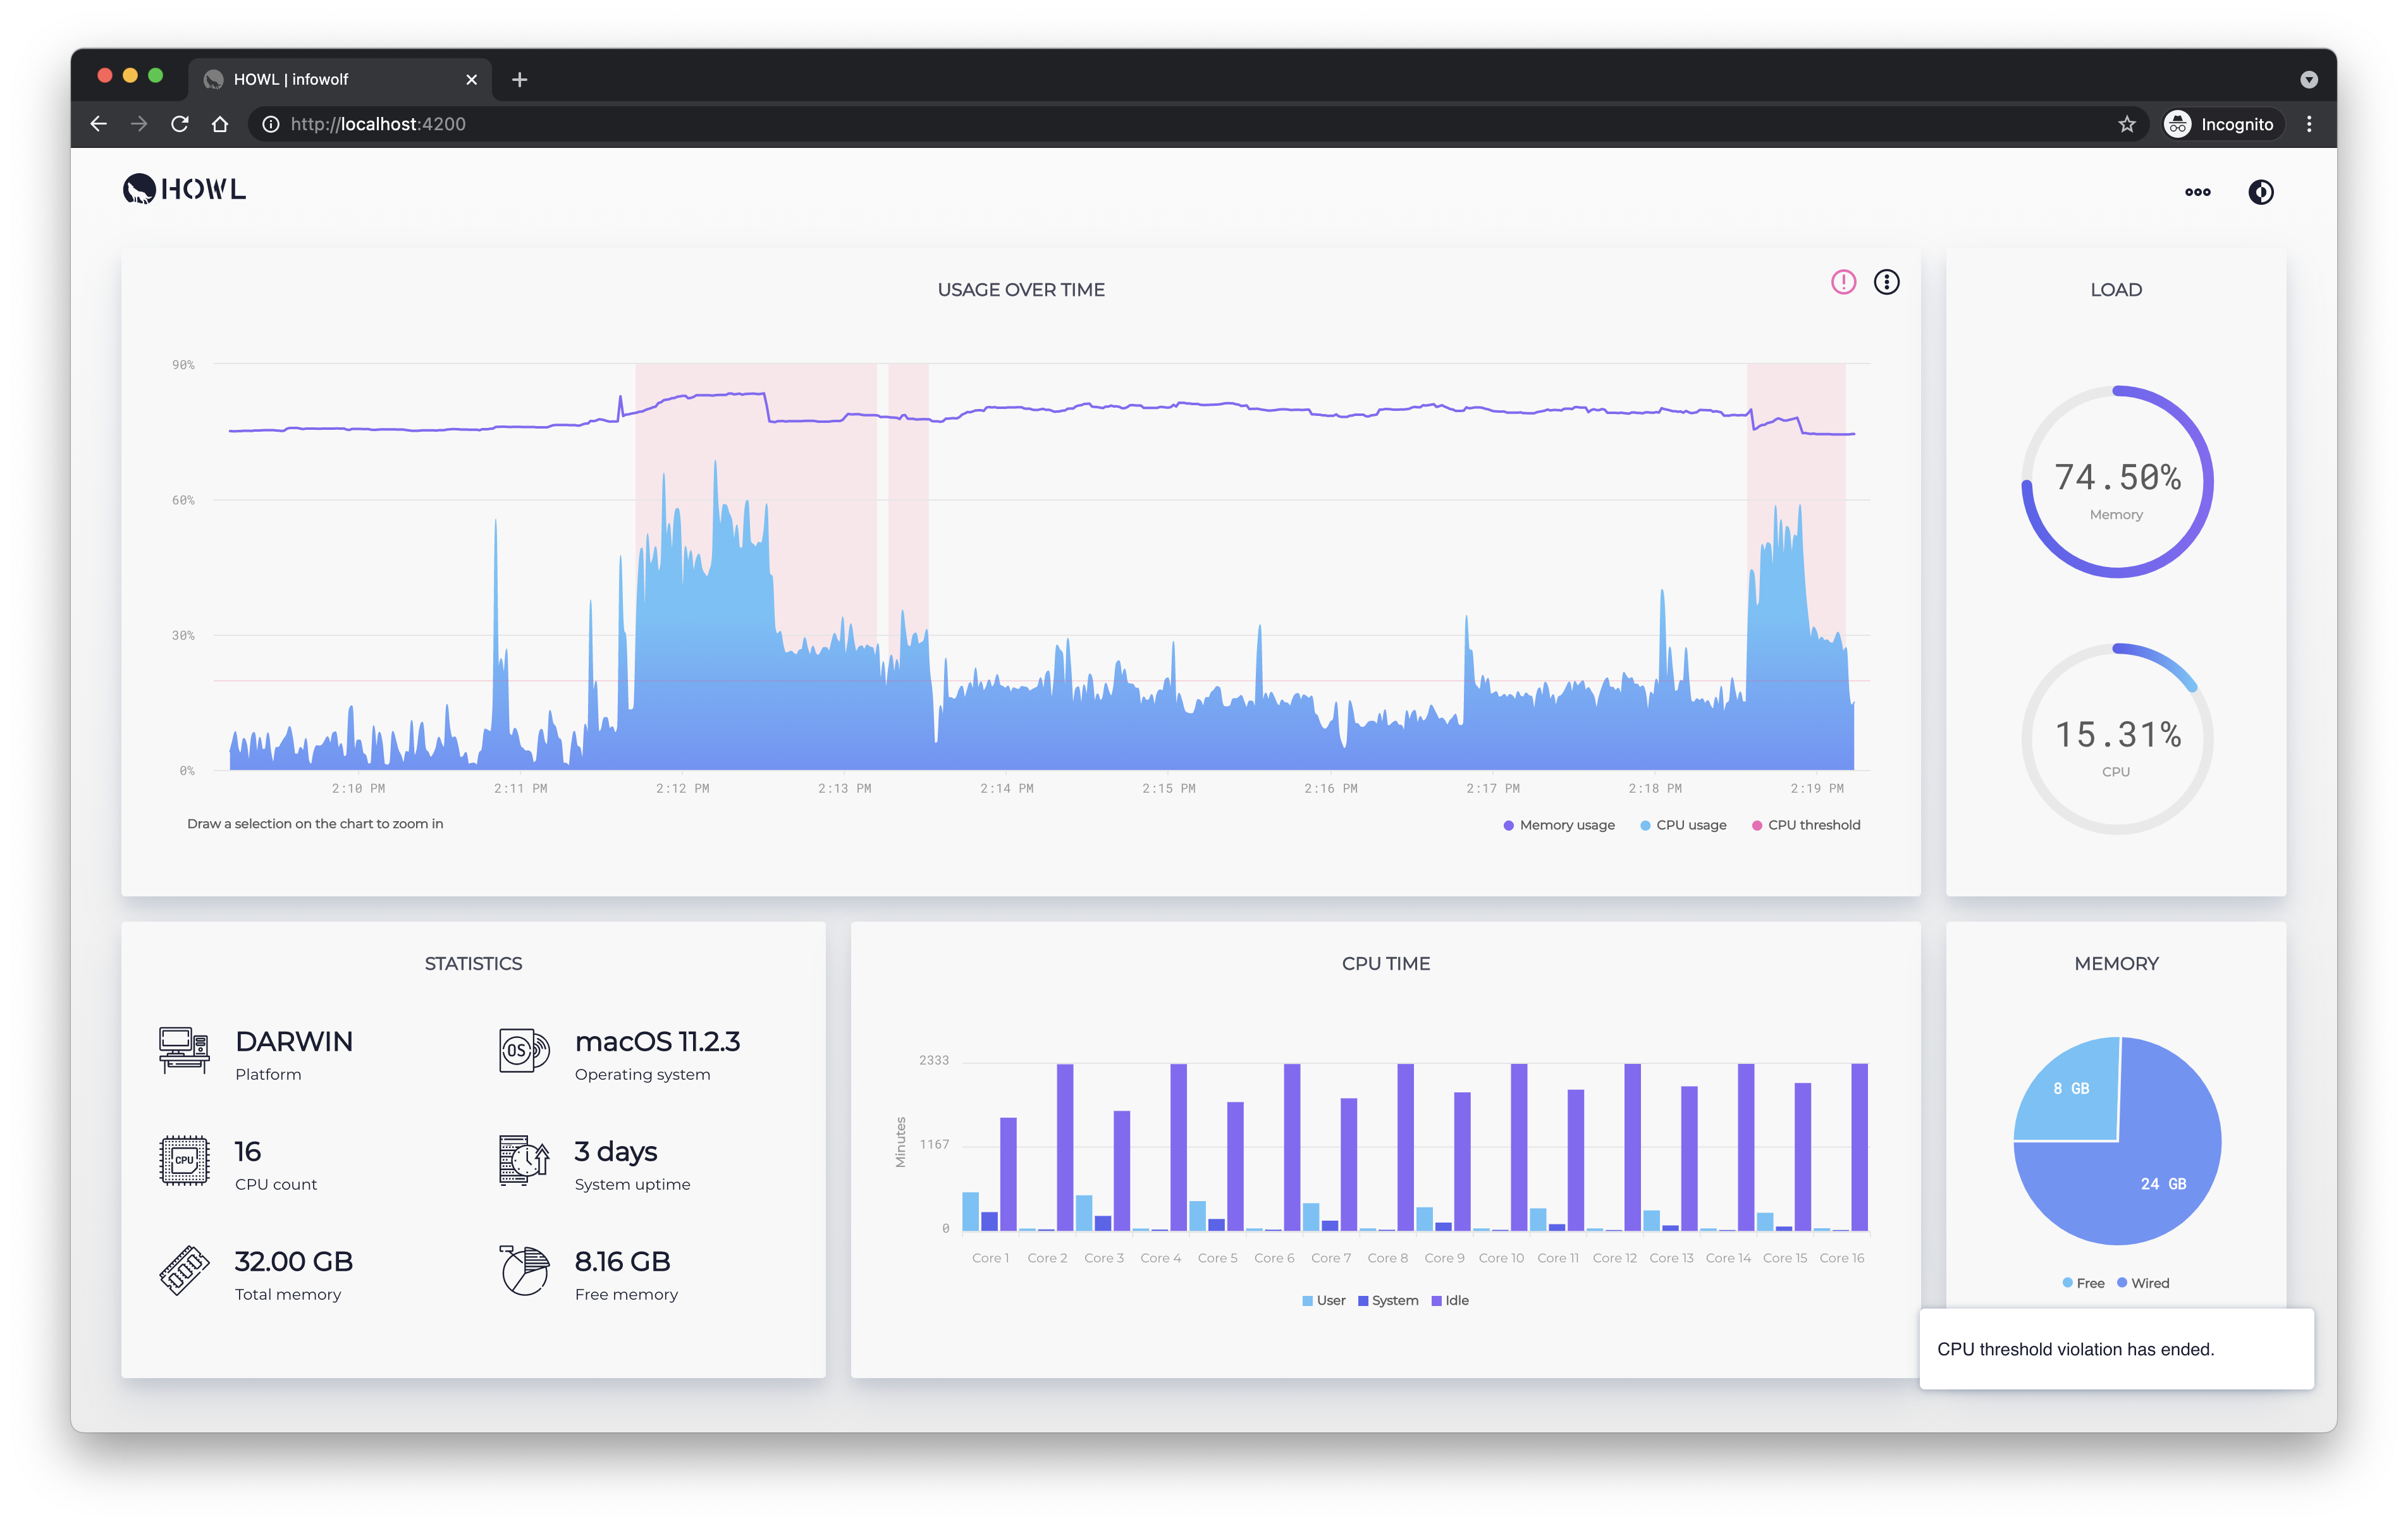 HOWL | infowolf
http://localhost:4200
Incognito
HOWL
USAGE OVER TIME
90%
60%
30%
0%
2:10 PM 2:11 PM 2:12 PM 2:13 PM 2:14 PM 2:15 PM 2:16 PM 2:17 PM 2:18 PM 2:19 PM
Draw a selection on the chart to zoom in
Memory usage CPU usage CPU threshold
LOAD
74.50%
Memory
15.31%
CPU
STATISTICS
DARWIN
Platform
OS
macOS 11.2.3
Operating system
CPU
16
CPU count
3 days
System uptime
32.00 GB
Total memory
8.16 GB
Free memory
CPU TIME
Minutes
2333
1167
0
Core 1 Core 2 Core 3 Core 4 Core 5 Core 6 Core 7 Core 8 Core 9 Core 10 Core 11 Core 12 Core 13 Core 14 Core 15 Core 16
User System Idle
MEMORY
8 GB
24 GB
Free Wired
CPU threshold violation has ended.